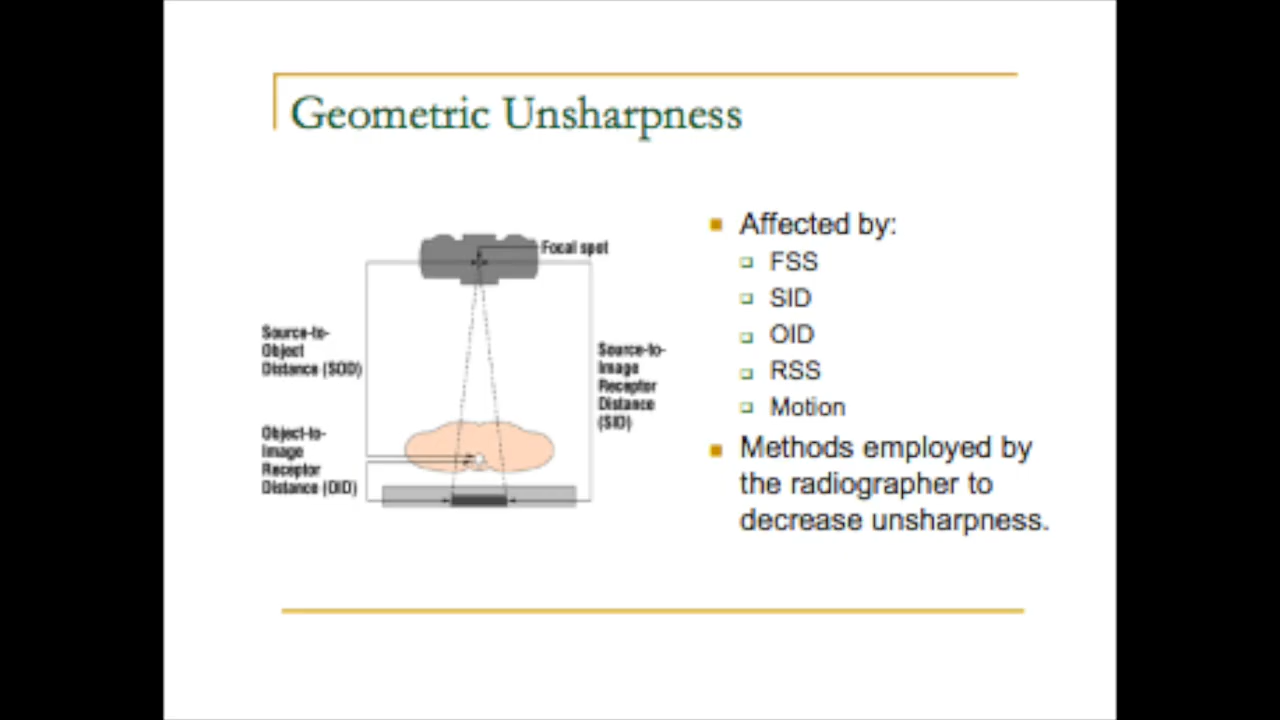 Geometric Unsharpness
Focal spot
Source-to-
Object
Distance (SOD)
Source-to-
Image
Receptor
Distance
(SID)
Object-to-
Image
Receptor
Distance (OID)
Affected by:
FSS
SID
OID
RSS
Motion
Methods employed by
the radiographer to
decrease unsharpness.